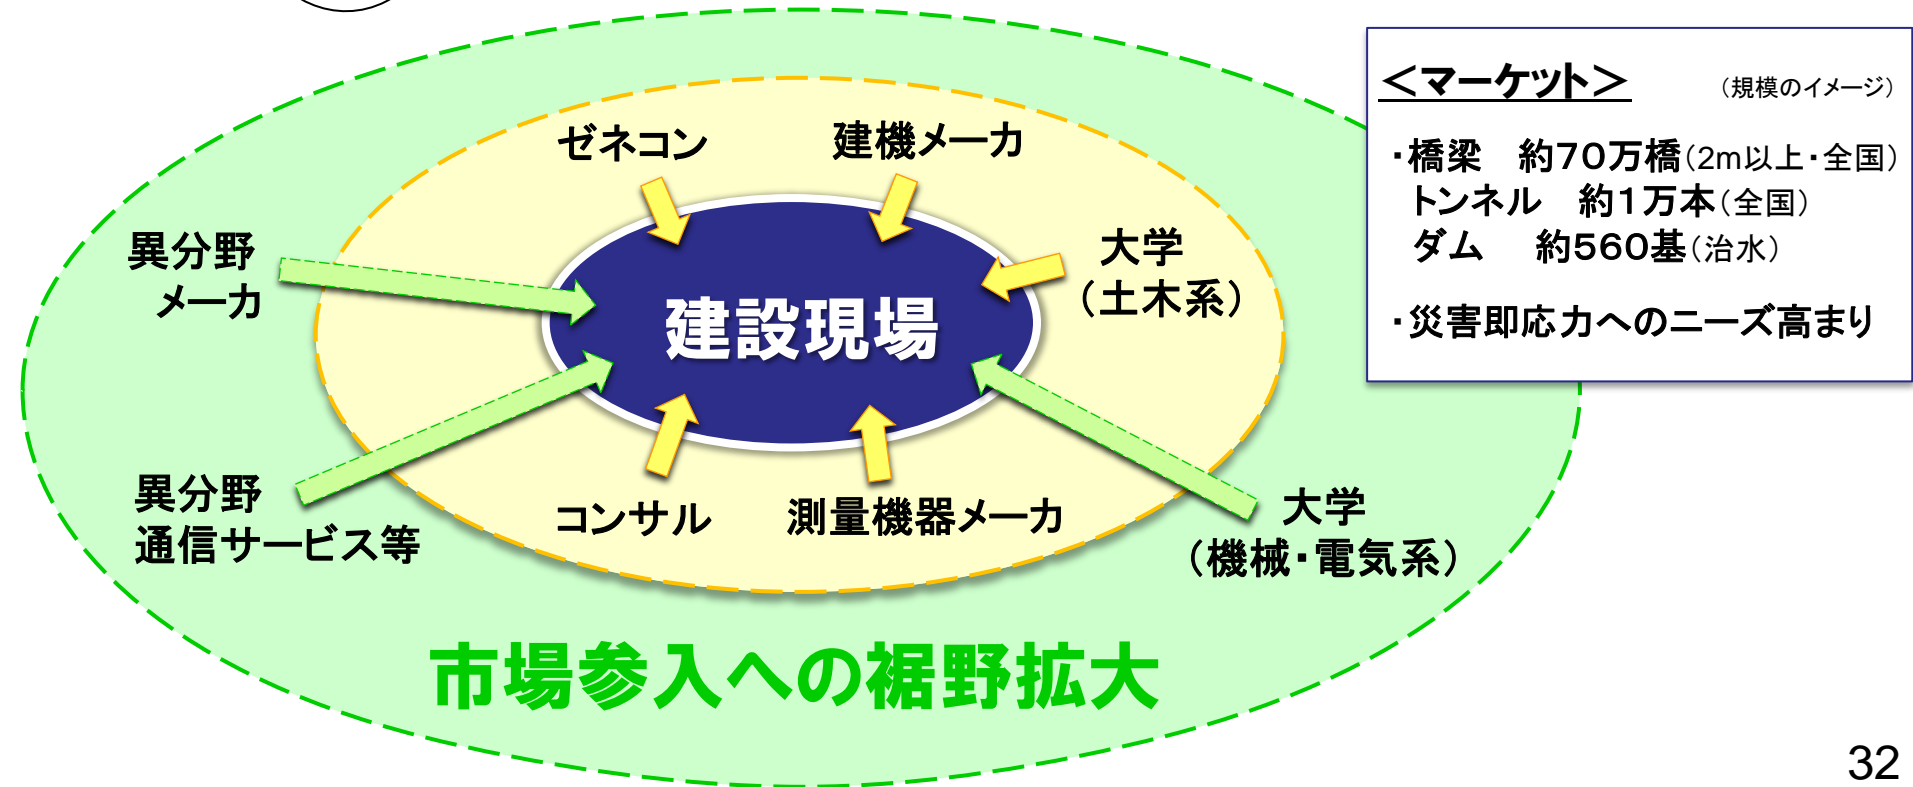 <マーケット>　(規模のイメージ)
・橋梁　約70万橋(2m以上・全国)
トンネル　約1万本(全国)
ダム　約560基(治水)
・災害即応力へのニーズ高まり
ゼネコン
建機メーカ
異分野
メーカ
大学
(土木系)
建設現場
異分野
通信サービス等
コンサル
測量機器メーカ
大学
(機械・電気系)
市場参入への裾野拡大
32